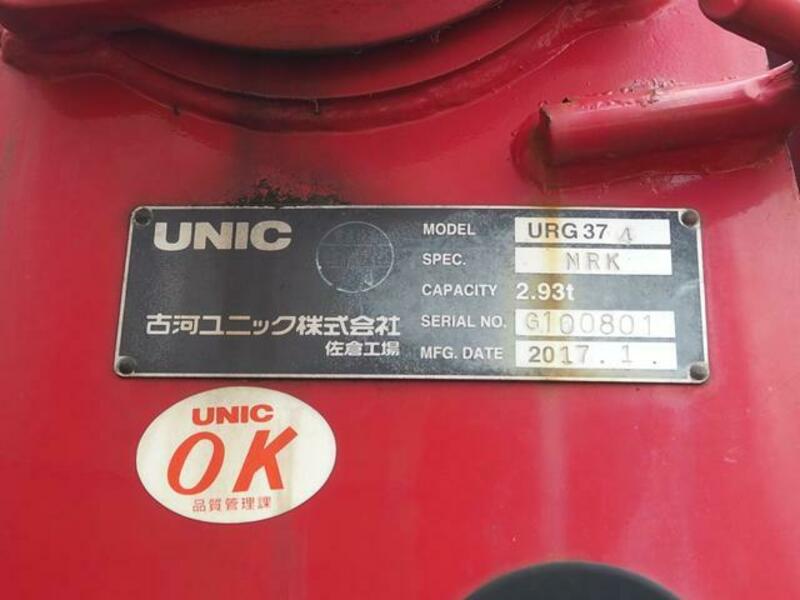 UNIC
MODEL URG37 4
SPEC. NRK
CAPACITY 2.93t
古河ユニック株式会社
SERIAL NO. G100801
佐倉工場
MFG. DATE 2017.1.
UNIC
OK
品質管理課